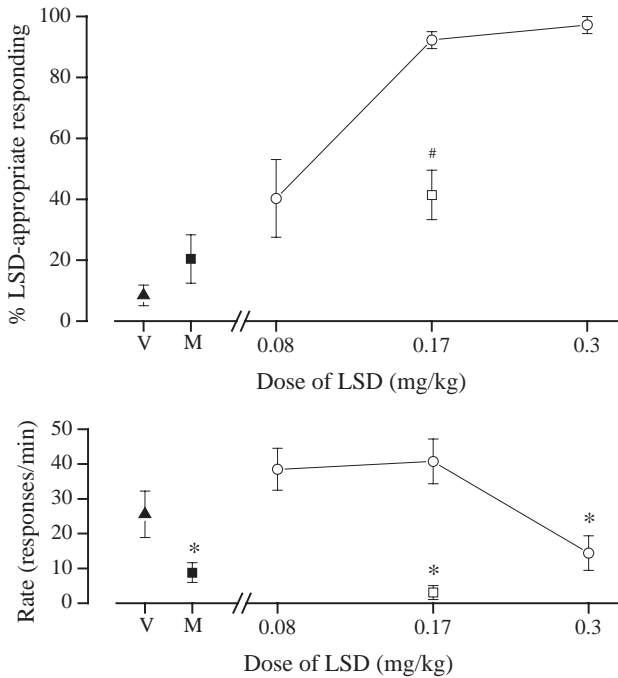 % LSD-appropriate responding
100
80
60
40
20
0
#
V M 0.08 0.17 0.3
Dose of LSD (mg/kg)
Rate (responses/min)
50
40
30
20
10
0
* * *
V M 0.08 0.17 0.3
Dose of LSD (mg/kg)